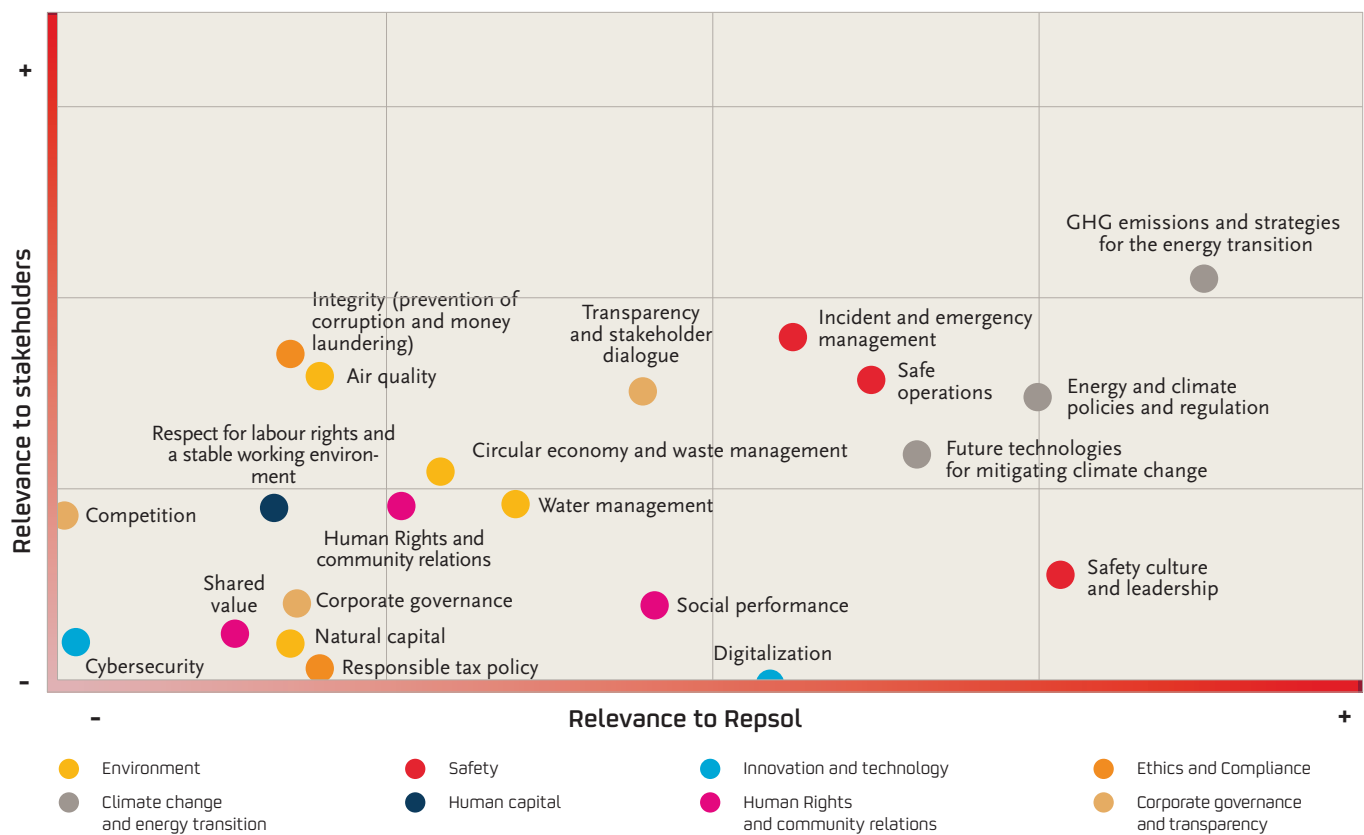 +
Relevance to stakeholders
-
GHG emissions and strategies
for the energy transition
Integrity (prevention of
corruption and money
laundering)
Transparency
and stakeholder
dialogue
Incident and emergency
management
Air quality
Safe
operations
Energy and climate
policies and regulation
Respect for labour rights and
a stable working environ-
ment
Circular economy and waste management
Future technologies
for mitigating climate change
Competition
Water management
Human Rights and
community relations
Safety culture
and leadership
Shared
value
Corporate governance
Social performance
Natural capital
Cybersecurity
Responsible tax policy
Digitalization
-
Relevance to Repsol
+
Environment
Safety
Innovation and technology
Ethics and Compliance
Climate change
and energy transition
Human capital
Human Rights
and community relations
Corporate governance
and transparency